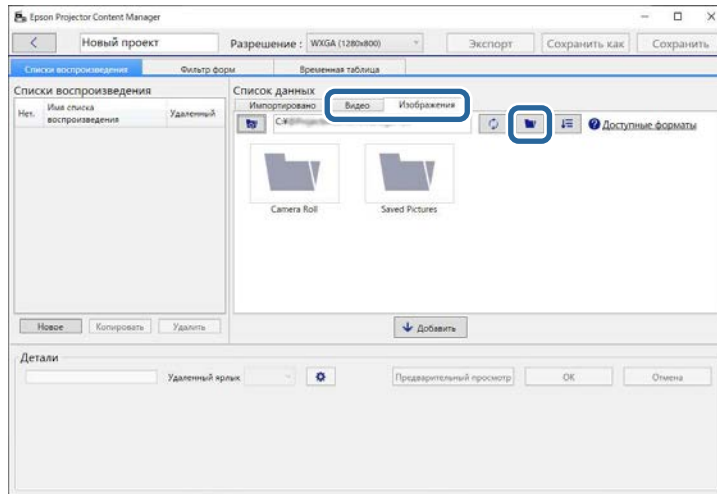 Epson Projector Content Manager
Новый проект
Разрешение :
WXGA (1280x800)
Экспорт
Сохранить как
Сохранить
Списки воспроизведения
Фильтр форм
Временная таблица
Списки воспроизведения
Нет.
Имя списка
воспроизведения
Удаленный
Список данных
Импортировано
Видео
Изображения
Доступные форматы
Camera Roll
Saved Pictures
Новое
Копировать
Удалить
Добавить
Детали
Удаленный ярлык
Предварительный просмотр
OK
Отмена